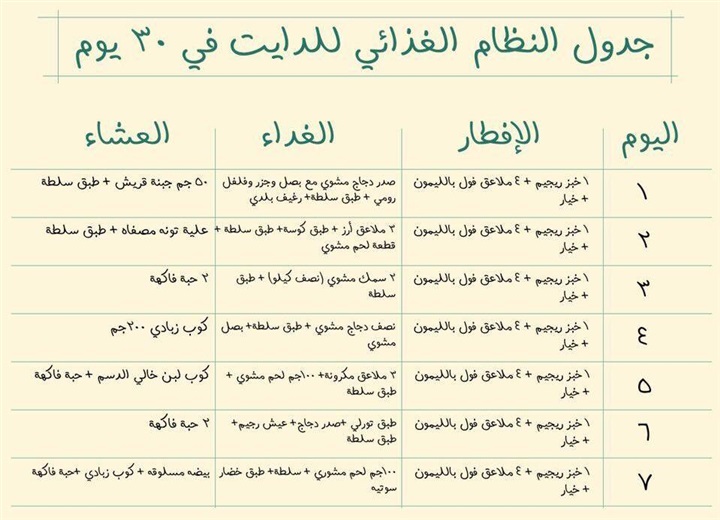 جدول النظام الغذائي للدايت في ٣٠ يوم
اليوم الإفطار الغداء العشاء
١ ١ خبز ريجيم + ٤ ملاعق فول بالليمون صدر دجاج مشوي مع بصل وجزر وفلفل ٥٠ جم جبنة قريش + طبق سلطة
+ خيار رومي + طبق سلطة+ رغيف بلدي
٢ ١ خبز ريجيم + ٤ ملاعق فول بالليمون ٣ ملاعق أرز + طبق كوسة+ طبق سلطة + علية تونه مصفاه + طبق سلطة
+ خيار قطعة لحم مشوي
٣ ١ خبز ريجيم + ٤ ملاعق فول بالليمون ٢ سمك مشوي (نصف كيلو) + طبق ٢ حبة فاكهة
+ خيار سلطة
٤ ١ خبز ريجيم + ٤ ملاعق فول بالليمون نصف دجاج مشوي + طبق سلطة+ بصل كوب زبادي ٢٠٠جم
+ خيار مشوي
٥ ١ خبز ريجيم + ٤ ملاعق فول بالليمون ٣ ملاعق مكرونة+ ١٠٠جم لحم مشوي + كوب لبن خالي الدسم + حبة فاكهة
+ خيار طبق سلطة
٦ ١ خبز ريجيم + ٤ ملاعق فول بالليمون طبق تورلي +صدر دجاج+ عيش رجيم+ ٢ حبة فاكهة
+ خيار طبق سلطة
٧ ١ خبز ريجيم + ٤ ملاعق فول بالليمون ١٠٠جم لحم مشوري + سلطة+ طبق خضار بيضه مسلوقه + كوب زبادي +حبة فاكهة
+ خيار سوتيه